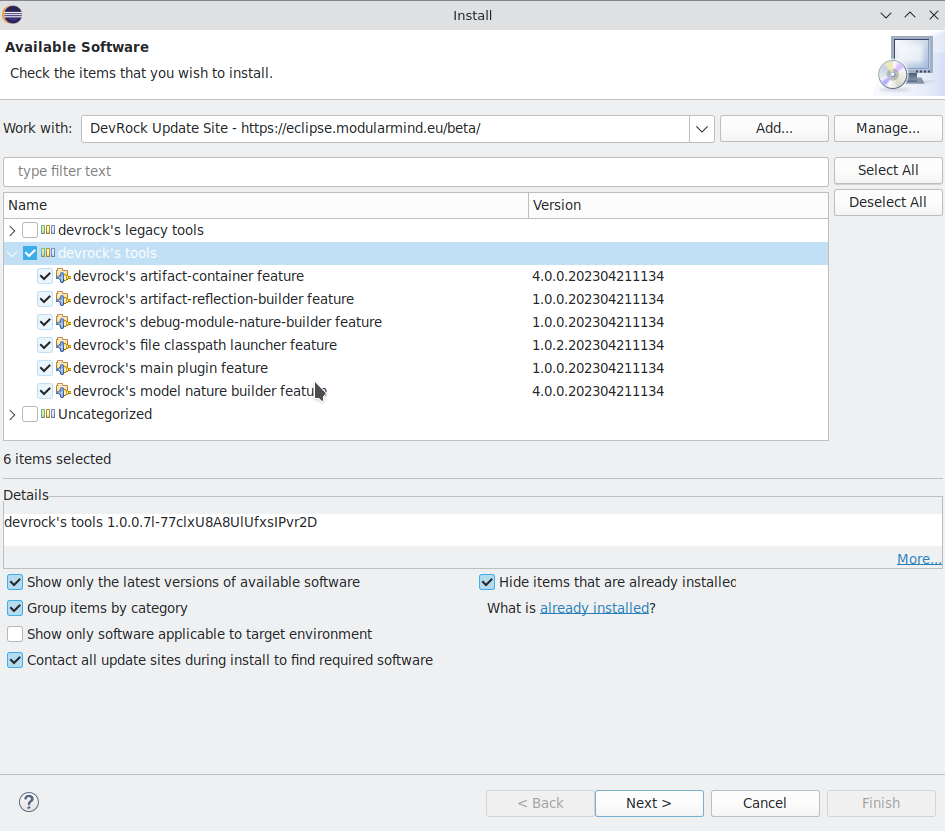 Install
Available Software
Check the items that you wish to install.
Work with: DevRock Update Site - https://eclipse.modularmind.eu/beta/ Add... Manage...
type filter text Select All
Deselect All
Name Version
devrock's legacy tools
devrock's tools
devrock's artifact-container feature 4.0.0.202304211134
devrock's artifact-reflection-builder feature 1.0.0.202304211134
devrock's debug-module-nature-builder feature 1.0.0.202304211134
devrock's file classpath launcher feature 1.0.2.202304211134
devrock's main plugin feature 1.0.0.202304211134
devrock's model nature builder feature 4.0.0.202304211134
Uncategorized
6 items selected
Details
devrock's tools 1.0.0.7l-77clxU8A8UlUfxsIPvr2D
More...
Show only the latest versions of available software Hide items that are already installed
Group items by category What is already installed?
Show only software applicable to target environment
Contact all update sites during install to find required software
? < Back Next > Cancel Finish